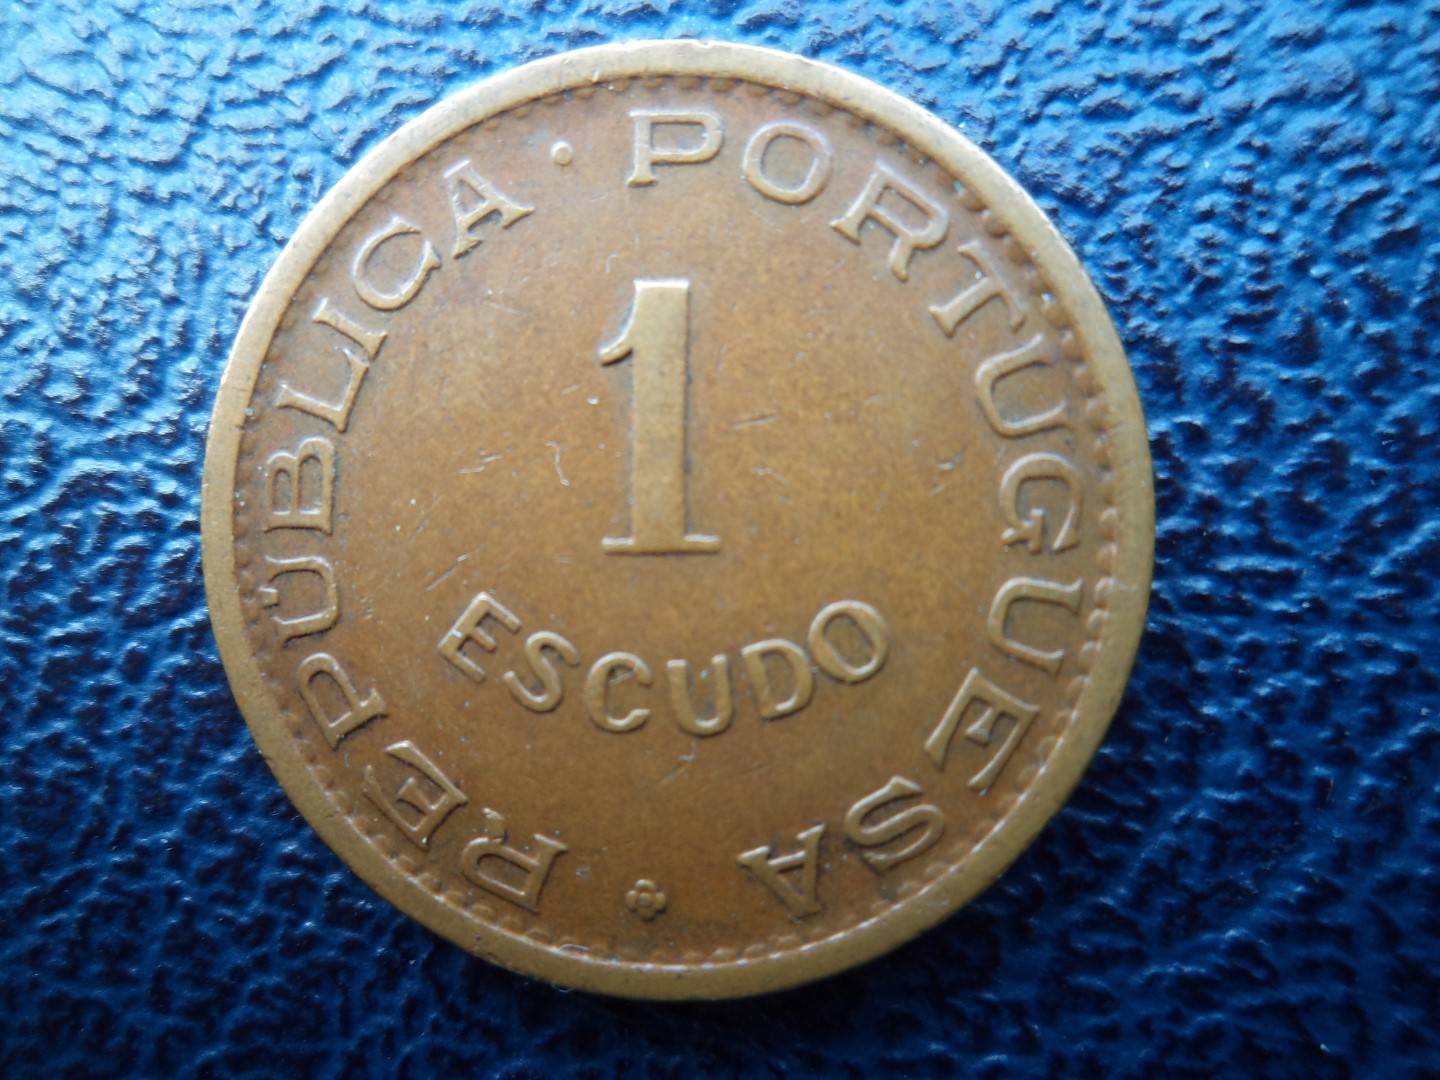 REPÚBLICA · PORTUGUESA
1
ESCUDO